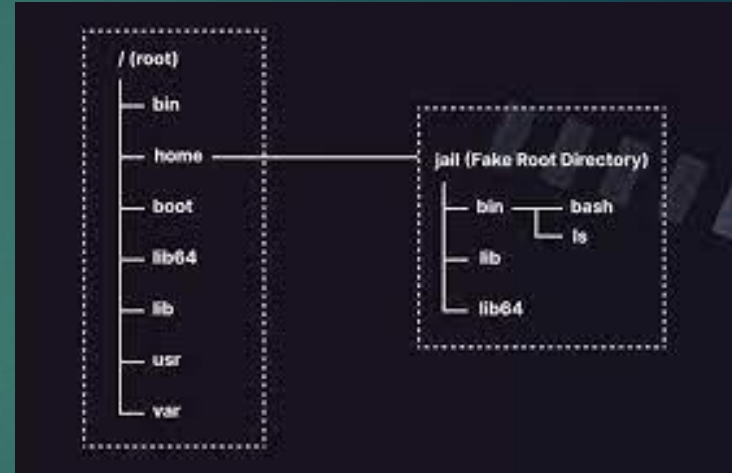 / (root)
bin
home
boot
lib64
lib
usr
var
jail (Fake Root Directory)
bin
bash
ls
lib
lib64